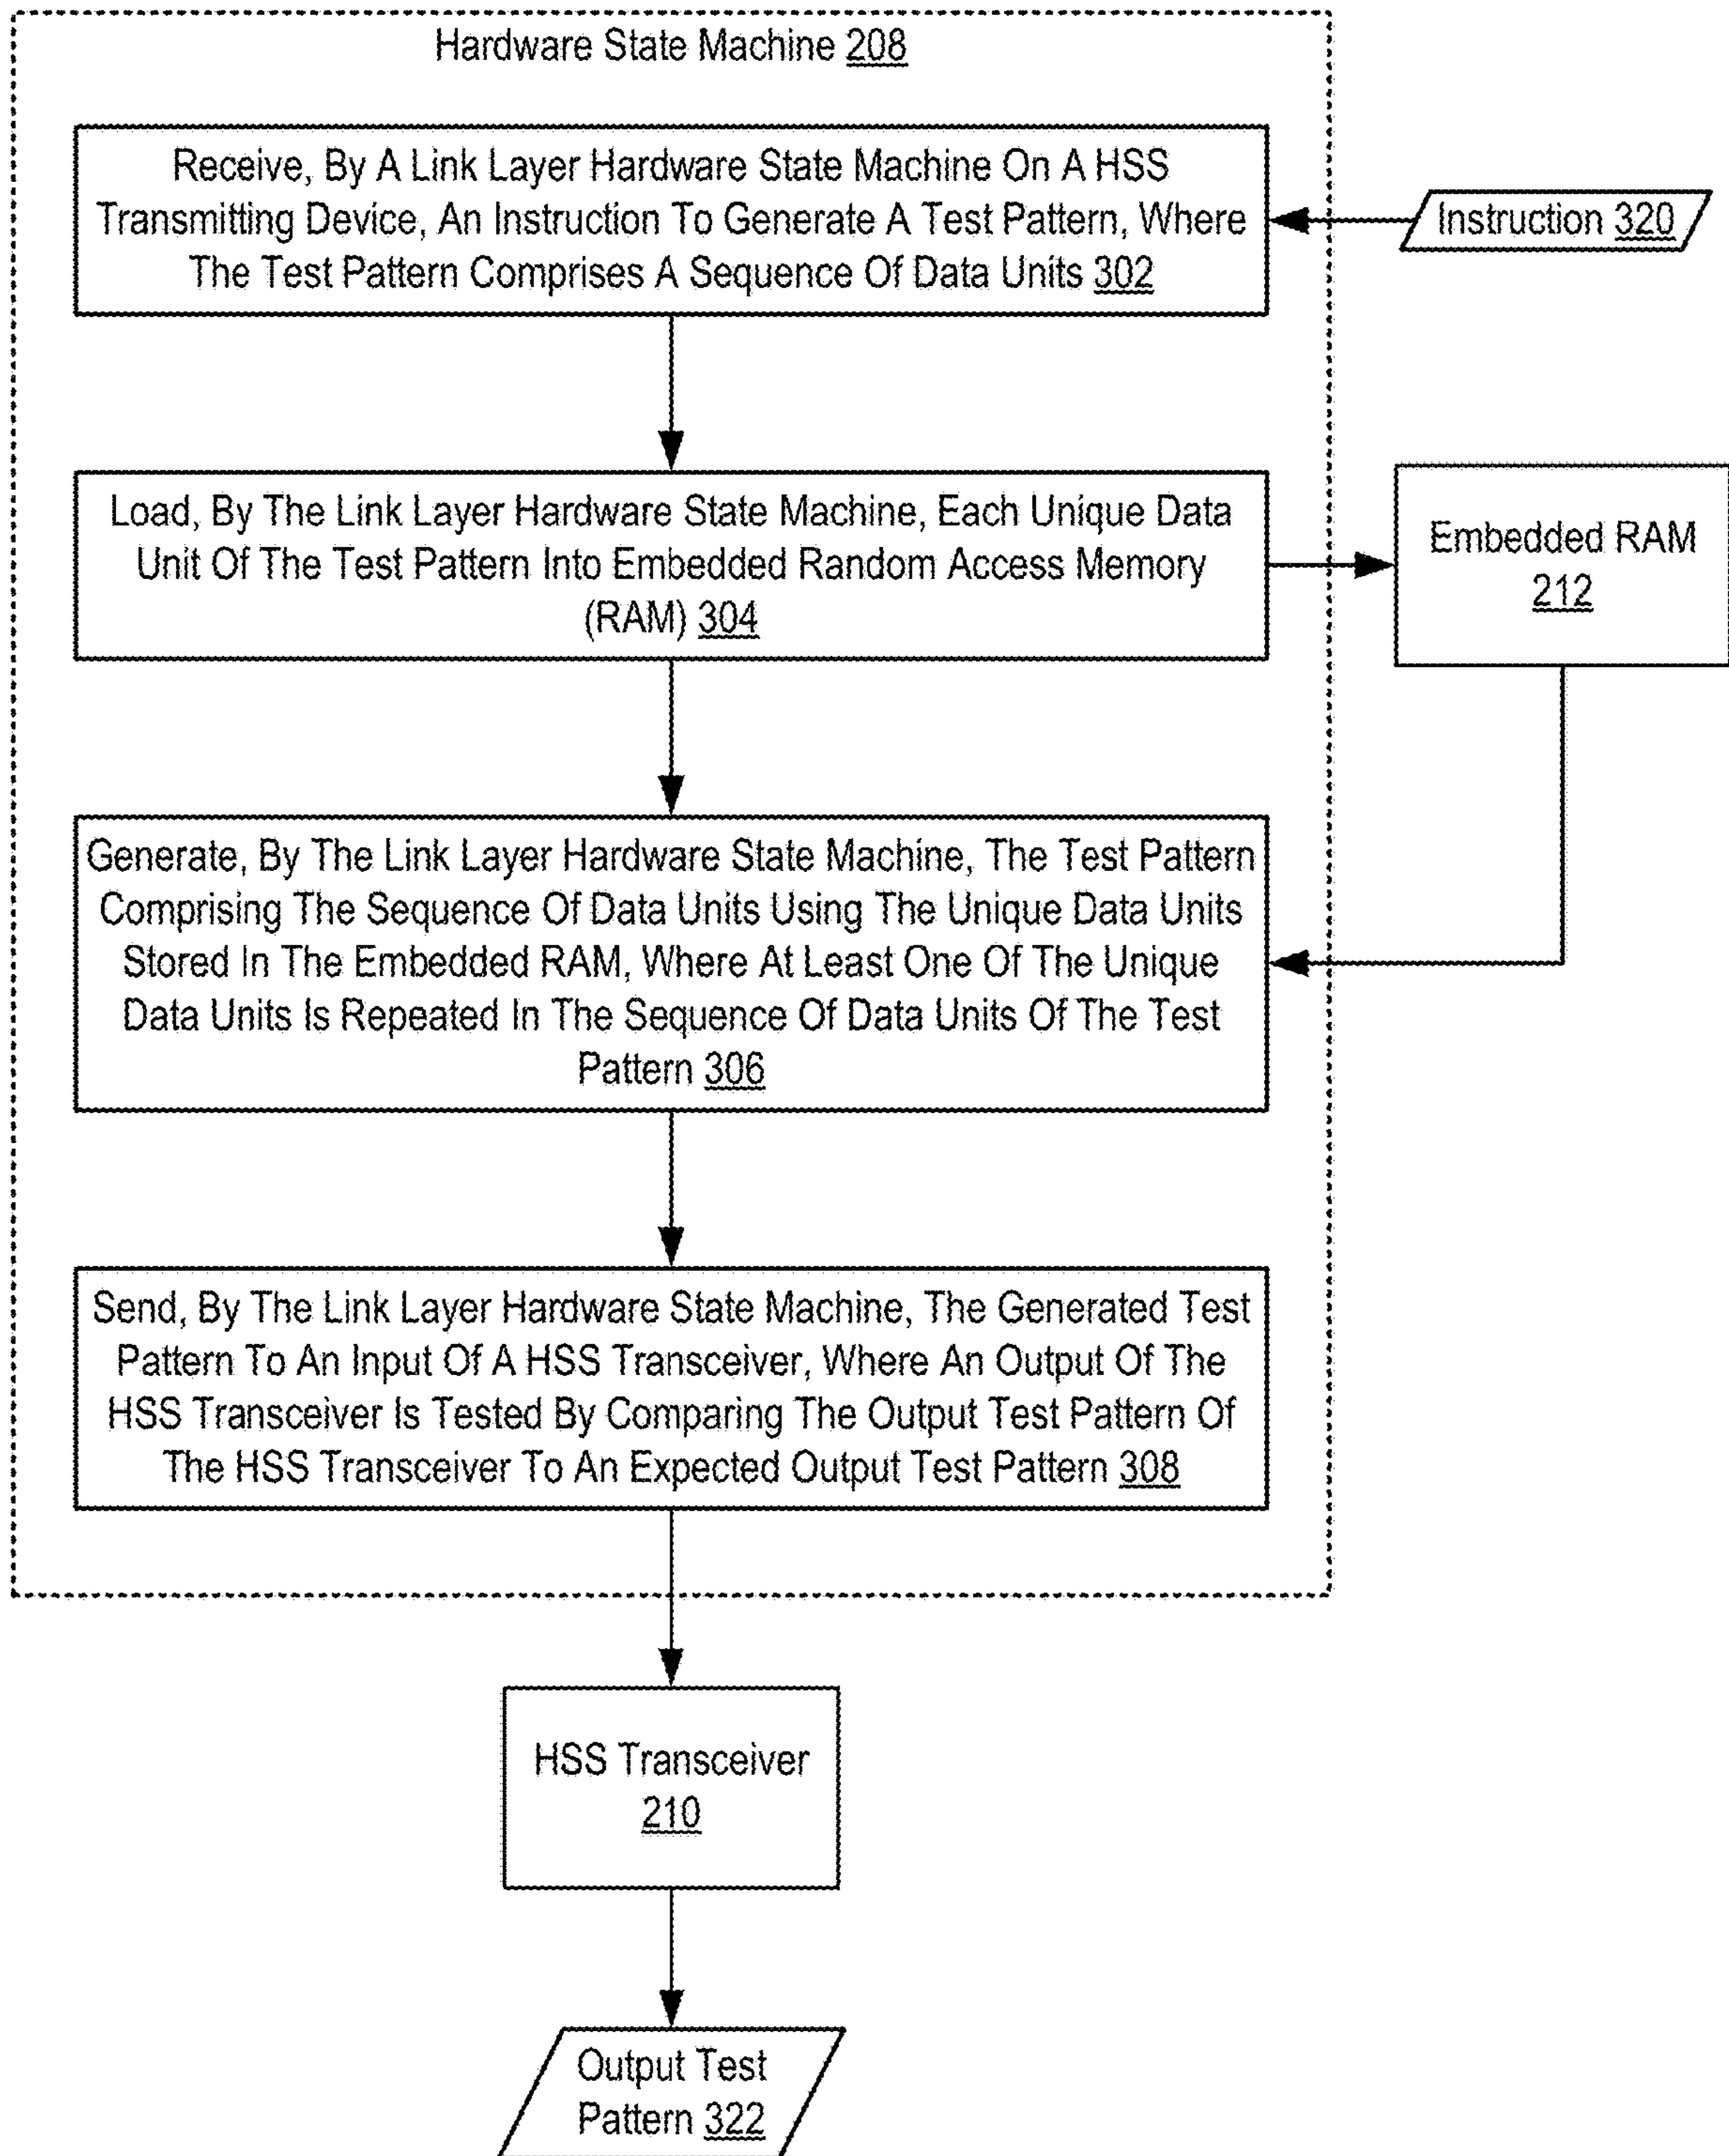 Hardware State Machine 208
Receive, By A Link Layer Hardware State Machine On A HSS
Transmitting Device, An Instruction To Generate A Test Pattern, Where
The Test Pattern Comprises A Sequence Of Data Units 302
Instruction 320
Load, By The Link Layer Hardware State Machine, Each Unique Data
Unit Of The Test Pattern Into Embedded Random Access Memory
(RAM) 304
Embedded RAM
212
Generate, By The Link Layer Hardware State Machine, The Test Pattern
Comprising The Sequence Of Data Units Using The Unique Data Units
Stored In The Embedded RAM, Where At Least One Of The Unique
Data Units Is Repeated In The Sequence Of Data Units Of The Test
Pattern 306
Send, By The Link Layer Hardware State Machine, The Generated Test
Pattern To An Input Of A HSS Transceiver, Where An Output Of The
HSS Transceiver Is Tested By Comparing The Output Test Pattern Of
The HSS Transceiver To An Expected Output Test Pattern 308
HSS Transceiver
210
Output Test
Pattern 322